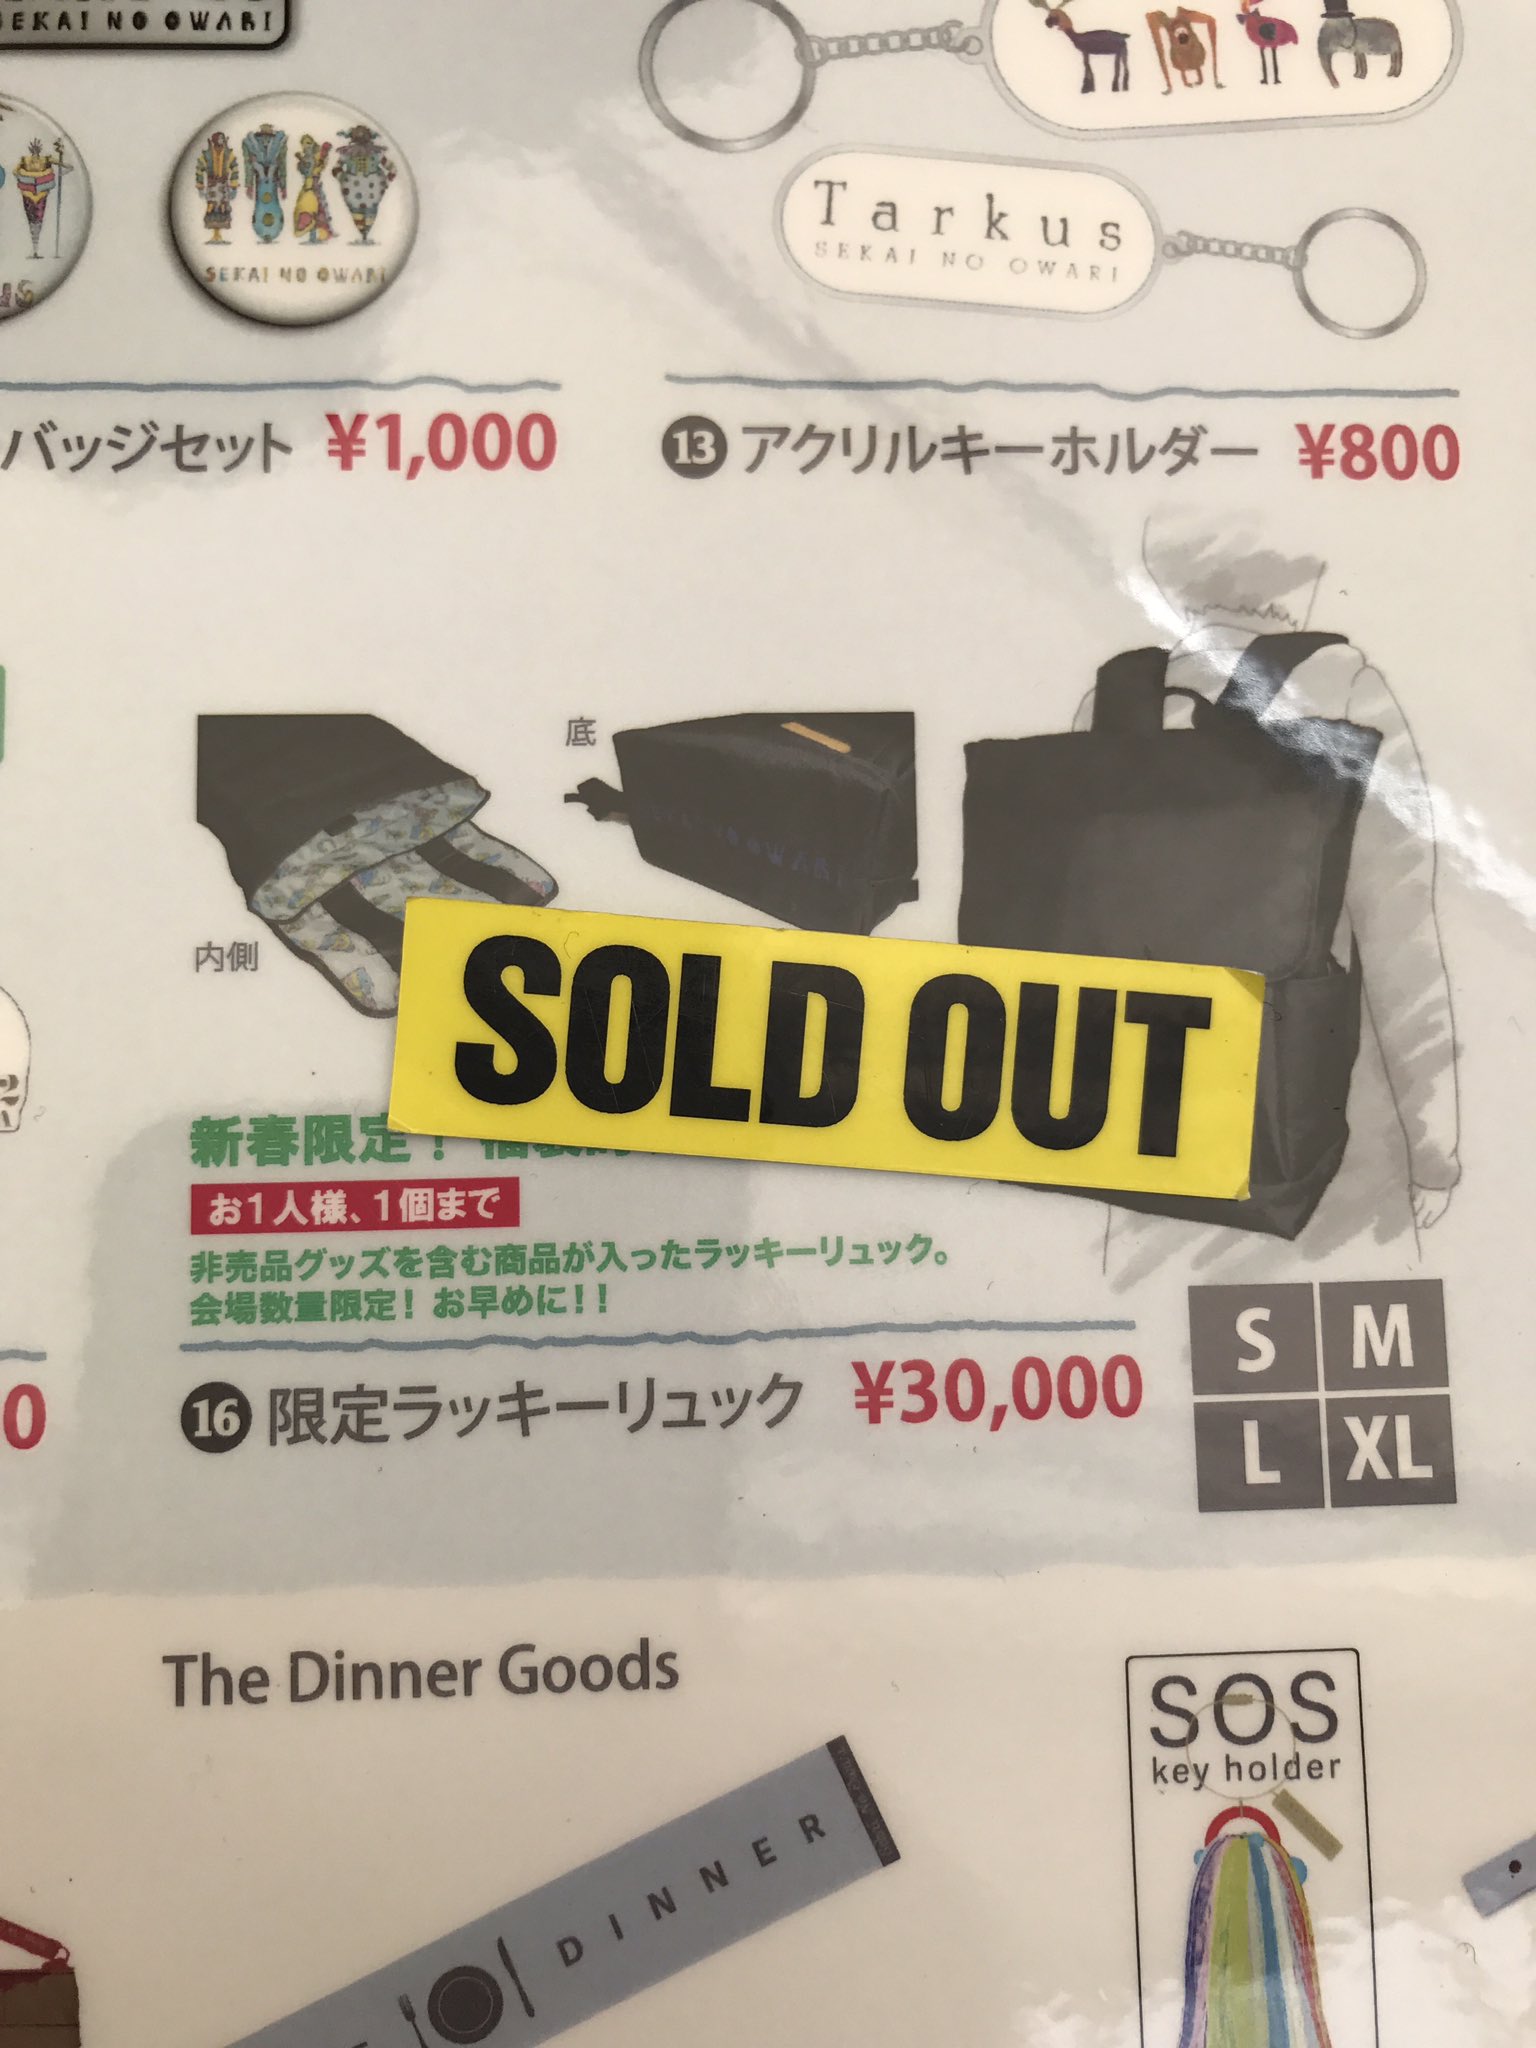 SEKAI NO OWARI
SEKAI NO OWARI
Tarkus
SEKAI NO OWARI
バッジセット ¥1,000
⓭ アクリルキーホルダー ¥800
底
内側
SOLD OUT
新春限定!
お1人様、1個まで
非売品グッズを含む商品が入ったラッキーリュック。
会場数量限定! お早めに!!
⓰ 限定ラッキーリュック ¥30,000
S M
L XL
0
The Dinner Goods
SOS
key holder
DINNER